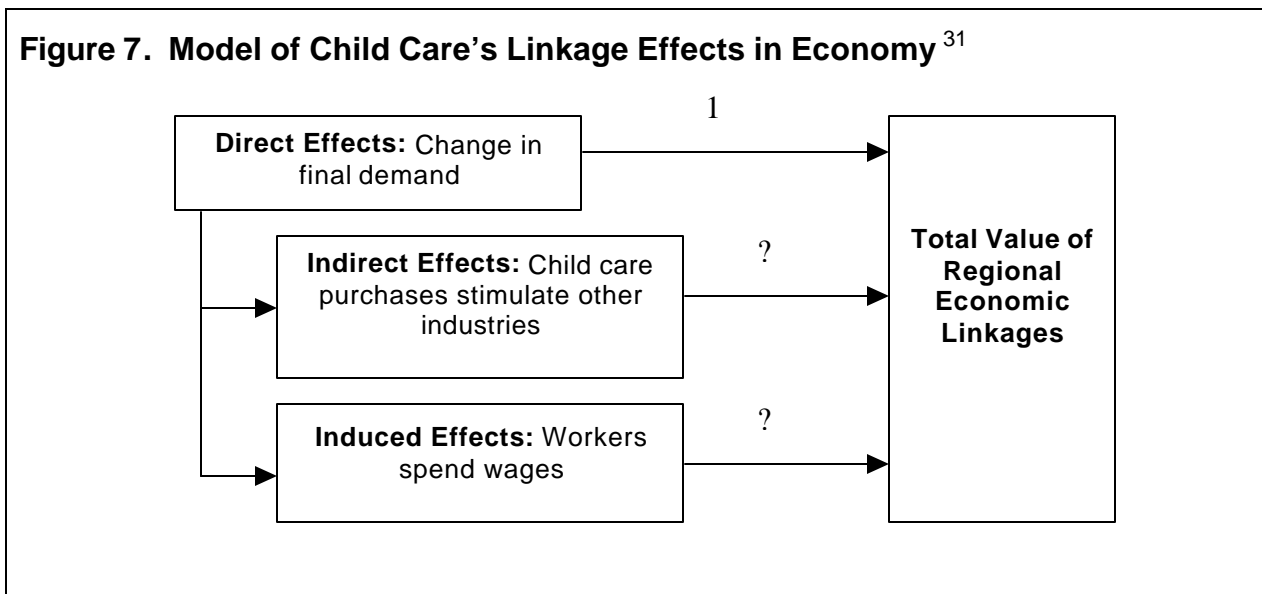 Figure 7. Model of Child Care's Linkage Effects in Economy 31
1
Direct Effects: Change in
final demand
?
Indirect Effects: Child care
purchases stimulate other
industries
?
Induced Effects: Workers
spend wages
Total Value of
Regional
Economic
Linkages